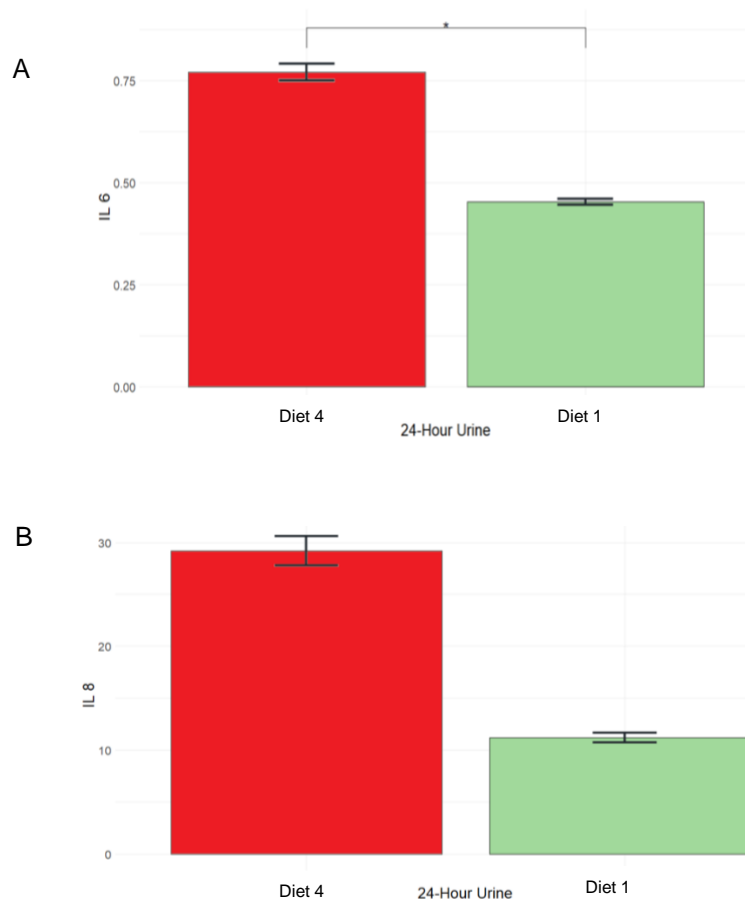 A
*
0.75
0.50
IL 6
0.25
0.00
Diet 4
Diet 1
24-Hour Urine
B
30
20
IL 8
10
0
Diet 4
24-Hour Urine
Diet 1